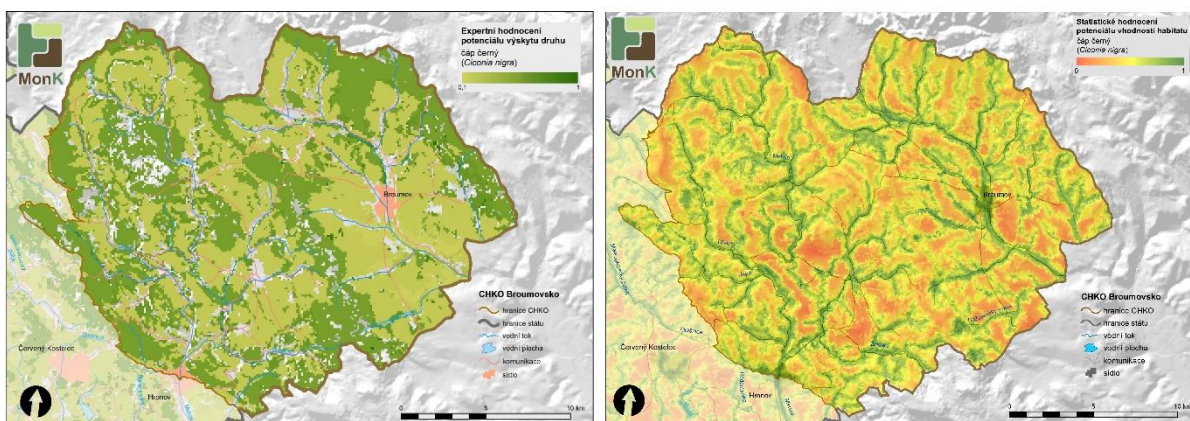 MonK
Expertní hodnocení
potenciálu výskytu druhu
čáp černý
(Ciconia nigra)
0,1 1
Broumov
Červený Kostelec
Hronov
CHKO Broumovsko
hranice CHKO
hranice státu
vodní tok
vodní plocha
komunikace
sídlo
0 5 10 km
MonK
Statistické hodnocení
potenciálu vhodnosti habitatu
čáp černý
(Ciconia nigra)
0 1
Broumov
Červený Kostelec
Hronov
CHKO Broumovsko
hranice CHKO
hranice státu
vodní tok
vodní plocha
komunikace
sídlo
0 5 10 km